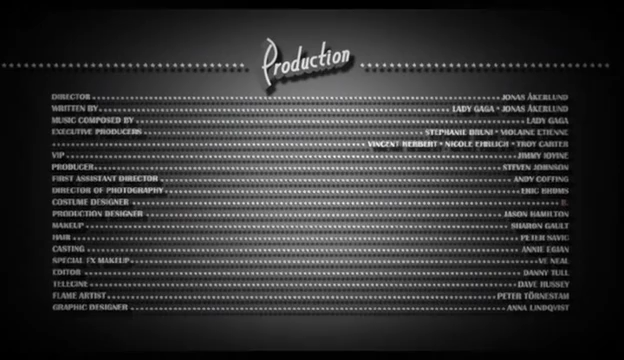 Production
DIRECTOR JONAS ÅKERLUND
WRITTEN BY LADY GAGA * JONAS ÅKERLUND
MUSIC COMPOSED BY LADY GAGA
EXECUTIVE PRODUCERS STEPHANIE BRUNI * MOLAINE ETIENNE
VINCENT HERBERT * NICOLE EHRLICH * TROY CARTER
VIP JIMMY IOVINE
PRODUCER STEVEN JOHNSON
FIRST ASSISTANT DIRECTOR ANDY COFFING
DIRECTOR OF PHOTOGRAPHY ERIC BROMS
COSTUME DESIGNER B.
PRODUCTION DESIGNER JASON HAMILTON
MAKEUP SHARON GAULT
HAIR PETER SAVIC
CASTING ANNIE EGIAN
SPECIAL FX MAKEUP VE NEAL
EDITOR DANNY TULL
TELECINE DAVE HUSSEY
FLAME ARTIST PETER TÖRNESTAM
GRAPHIC DESIGNER ANNA LINDQVIST